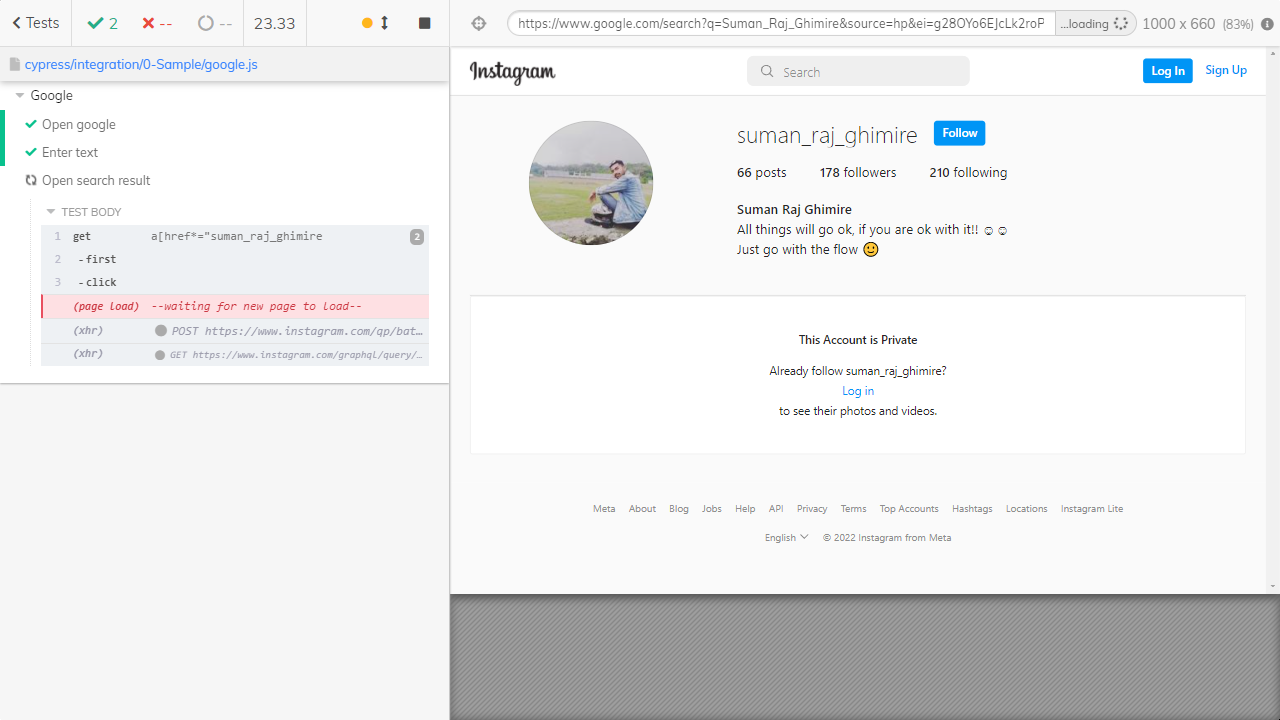 Tests
2
--
--
23.33
https://www.google.com/search?q=Suman_Raj_Ghimire&source=hp&ei=g28OYo6EJcLk2roP
...loading
1000 x 660 (83%)
cypress/integration/0-Sample/google.js
Google
Open google
Enter text
Open search result
TEST BODY
1 get a[href*="suman_raj_ghimire 2
2 -first
3 -click
(page load) --waiting for new page to load--
(xhr) POST https://www.instagram.com/qp/bat…
(xhr) GET https://www.instagram.com/graphql/query/…
Instagram
Search
Log In
Sign Up
suman_raj_ghimire
Follow
66 posts 178 followers 210 following
Suman Raj Ghimire
All things will go ok, if you are ok with it!! ☺☺
Just go with the flow 🙂
This Account is Private
Already follow suman_raj_ghimire?
Log in
to see their photos and videos.
Meta About Blog Jobs Help API Privacy Terms Top Accounts Hashtags Locations Instagram Lite
English © 2022 Instagram from Meta